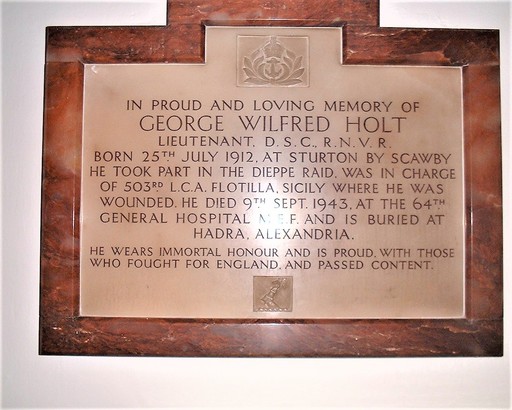 IN PROUD AND LOVING MEMORY OF
GEORGE WILFRED HOLT
LIEUTENANT, D.S.C., R.N.V.R.
BORN 25TH JULY 1912, AT STURTON BY SCAWBY
HE TOOK PART IN THE DIEPPE RAID. WAS IN CHARGE
OF 503RD L.C.A. FLOTILLA, SICILY WHERE HE WAS
WOUNDED. HE DIED 9TH SEPT. 1943, AT THE 64TH
GENERAL HOSPITAL M.E.F. AND IS BURIED AT
HADRA, ALEXANDRIA.
HE WEARS IMMORTAL HONOUR AND IS PROUD, WITH THOSE
WHO FOUGHT FOR ENGLAND, AND PASSED CONTENT.